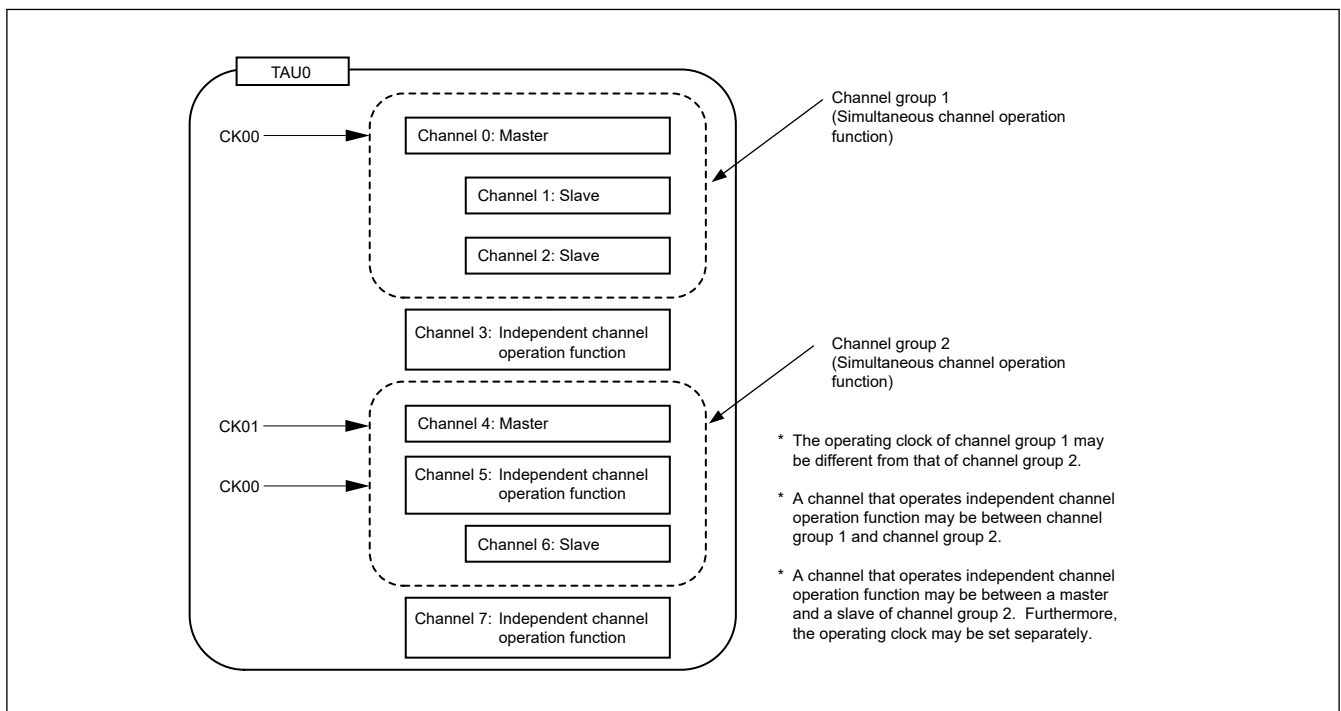 TAU0
CK00
Channel 0: Master
Channel 1: Slave
Channel 2: Slave
Channel group 1
(Simultaneous channel operation
function)
Channel 3: Independent channel
operation function
Channel group 2
(Simultaneous channel operation
function)
CK01
Channel 4: Master
CK00
Channel 5: Independent channel
operation function
Channel 6: Slave
Channel 7: Independent channel
operation function
* The operating clock of channel group 1 may
be different from that of channel group 2.
* A channel that operates independent channel
operation function may be between channel
group 1 and channel group 2.
* A channel that operates independent channel
operation function may be between a master
and a slave of channel group 2. Furthermore,
the operating clock may be set separately.